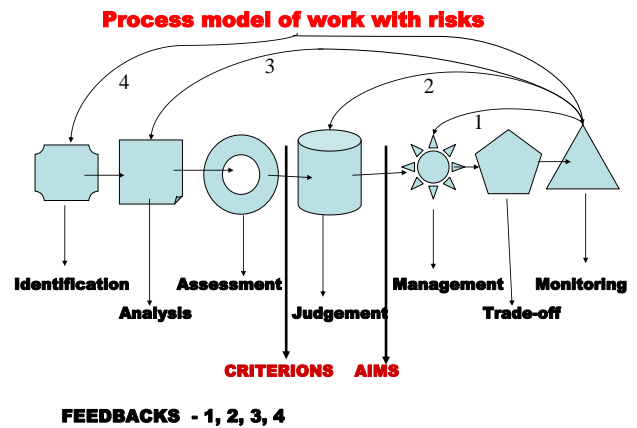 Process model of work with risks
4
3
2
1
Identification
Assessment
Management
Monitoring
Analysis
Judgement
Trade-off
CRITERIONS
AIMS
FEEDBACKS - 1, 2, 3, 4